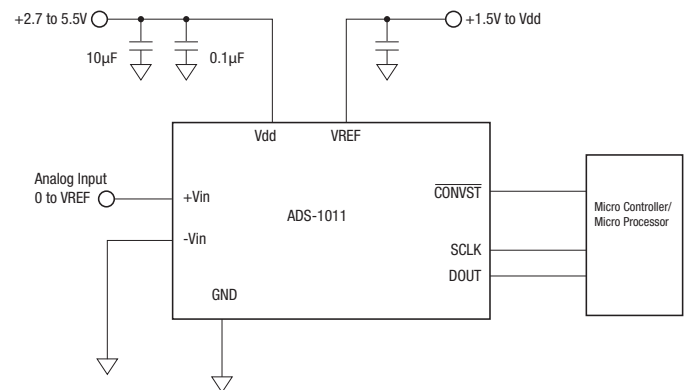 +2.7 to 5.5V
+1.5V to Vdd
10µF
0.1µF
Vdd
VREF
Analog Input
0 to VREF
+Vin
CONVST
Micro Controller/
Micro Processor
ADS-1011
-Vin
SCLK
DOUT
GND